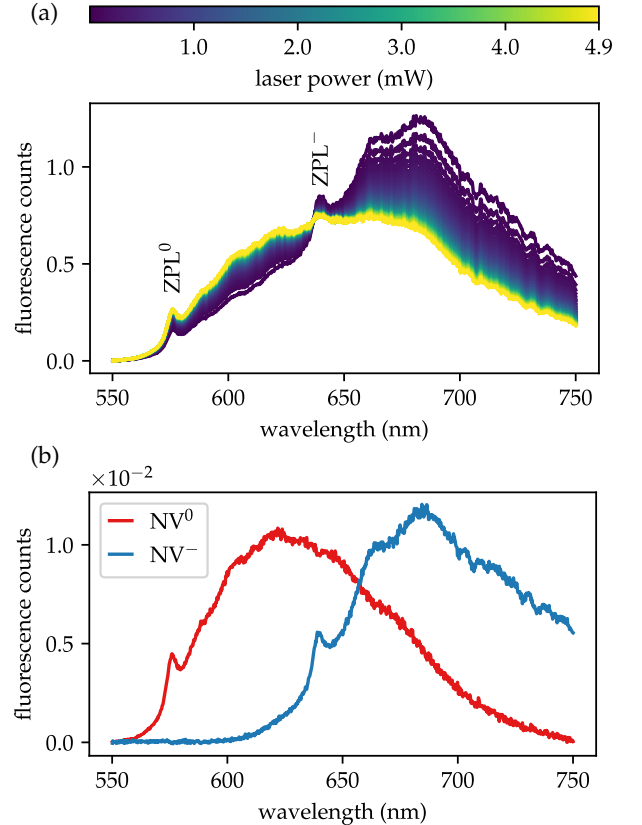 (a)
1.0 2.0 3.0 4.0 4.9
laser power (mW)
fluorescence counts
1.0
0.5
0.0
ZPL⁰
ZPL⁻
550 600 650 700 750
wavelength (nm)
(b)
×10⁻²
fluorescence counts
1.0
0.5
0.0
NV⁰
NV⁻
550 600 650 700 750
wavelength (nm)